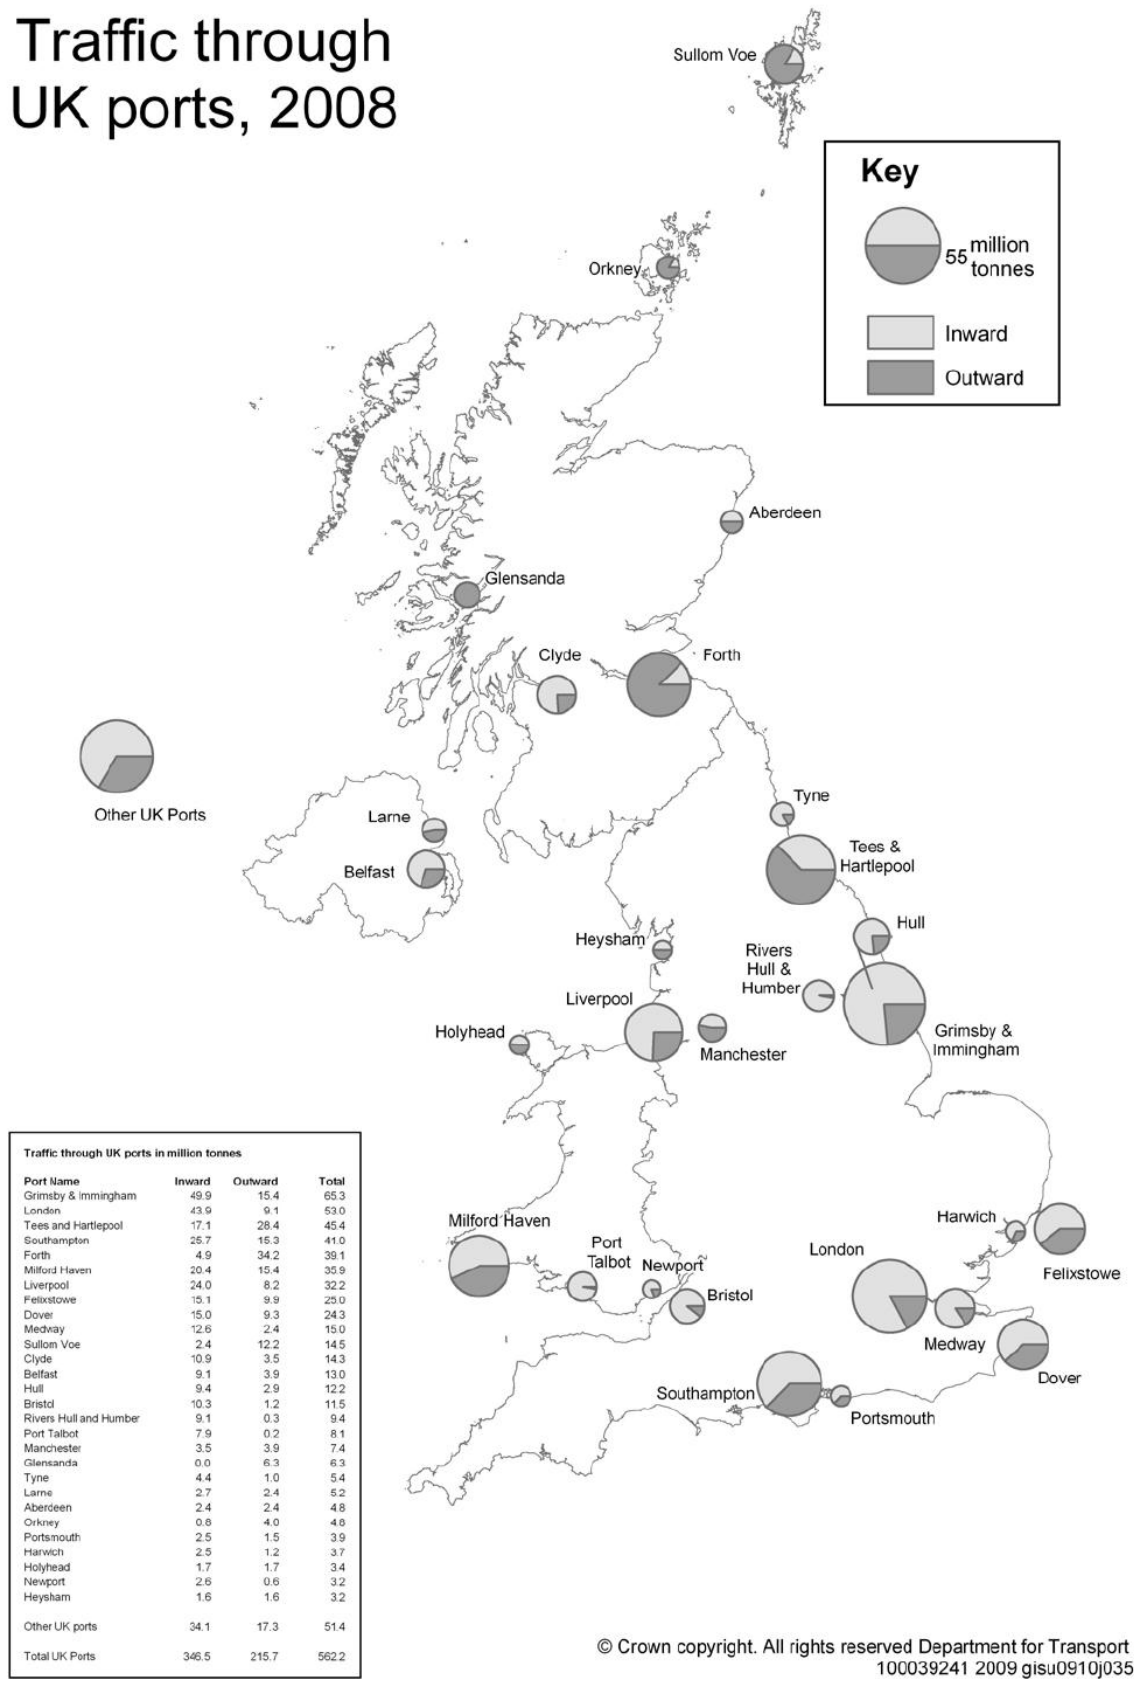 Traffic through
UK ports, 2008
Sullom Voe
Key
55 million
tonnes
Inward
Outward
Orkney
Aberdeen
Glensanda
Clyde
Forth
Other UK Ports
Larne
Belfast
Tyne
Tees &
Hartlepool
Hull
Heysham
Rivers
Hull &
Humber
Liverpool
Manchester
Holyhead
Grimsby &
Immingham
Milford Haven
Port
Talbot
Newport
Bristol
Harwich
Felixstowe
London
Medway
Dover
Southampton
Portsmouth
Traffic through UK ports in million tonnes
Port Name Inward Outward Total
Grimsby & Immingham 49.9 15.4 65.3
London 43.9 9.1 53.0
Tees and Hartlepool 17.1 28.4 45.4
Southampton 25.7 15.3 41.0
Forth 4.9 34.2 39.1
Milford Haven 20.4 15.4 35.9
Liverpool 24.0 8.2 32.2
Felixstowe 15.1 9.9 25.0
Dover 15.0 9.3 24.3
Medway 12.6 2.4 15.0
Sullom Voe 2.4 12.2 14.5
Clyde 10.9 3.5 14.3
Belfast 9.1 3.9 13.0
Hull 9.4 2.9 12.2
Bristol 10.3 1.2 11.5
Rivers Hull and Humber 9.1 0.3 9.4
Port Talbot 7.9 0.2 8.1
Manchester 3.5 3.9 7.4
Glensanda 0.0 6.3 6.3
Tyne 4.4 1.0 5.4
Larne 2.7 2.4 5.2
Aberdeen 2.4 2.4 4.8
Orkney 0.8 4.0 4.8
Portsmouth 2.5 1.5 3.9
Harwich 2.5 1.2 3.7
Holyhead 1.7 1.7 3.4
Newport 2.6 0.6 3.2
Heysham 1.6 1.6 3.2
Other UK ports 34.1 17.3 51.4
Total UK Ports 346.5 215.7 562.2
© Crown copyright. All rights reserved Department for Transport
100039241 2009 gisu0910j035